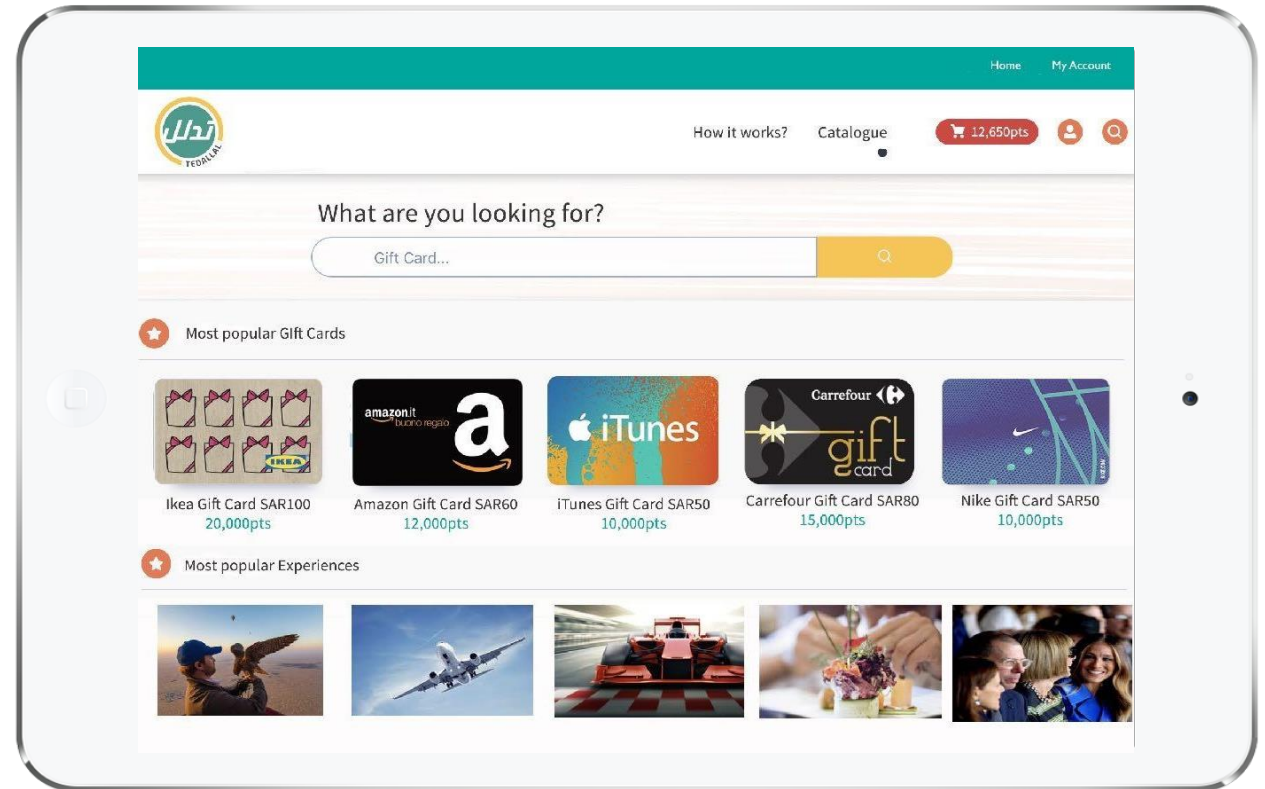 Home My Account
تدلل
TEDALLAL
How it works? Catalogue 12,650pts
What are you looking for?
Gift Card...
Most popular Gift Cards
IKEA
amazon.it
buono regalo
a
iTunes
Carrefour
gift
card
Ikea Gift Card SAR100
20,000pts
Amazon Gift Card SAR60
12,000pts
iTunes Gift Card SAR50
10,000pts
Carrefour Gift Card SAR80
15,000pts
Nike Gift Card SAR50
10,000pts
Most popular Experiences